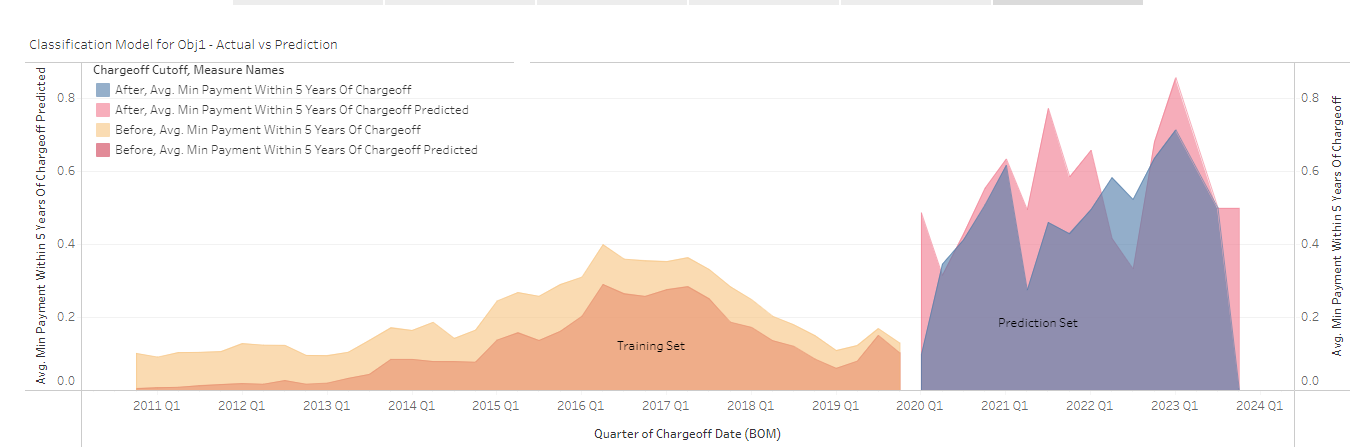 Classification Model for Obj1 - Actual vs Prediction
Chargeoff Cutoff, Measure Names
After, Avg. Min Payment Within 5 Years Of Chargeoff
After, Avg. Min Payment Within 5 Years Of Chargeoff Predicted
Before, Avg. Min Payment Within 5 Years Of Chargeoff
Before, Avg. Min Payment Within 5 Years Of Chargeoff Predicted
Avg. Min Payment Within 5 Years Of Chargeoff Predicted
0.8
0.6
0.4
0.2
0.0
Training Set
Prediction Set
0.8
0.6
0.4
0.2
0.0
Avg. Min Payment Within 5 Years Of Chargeoff
2011 Q1 2012 Q1 2013 Q1 2014 Q1 2015 Q1 2016 Q1 2017 Q1 2018 Q1 2019 Q1 2020 Q1 2021 Q1 2022 Q1 2023 Q1 2024 Q1
Quarter of Chargeoff Date (BOM)